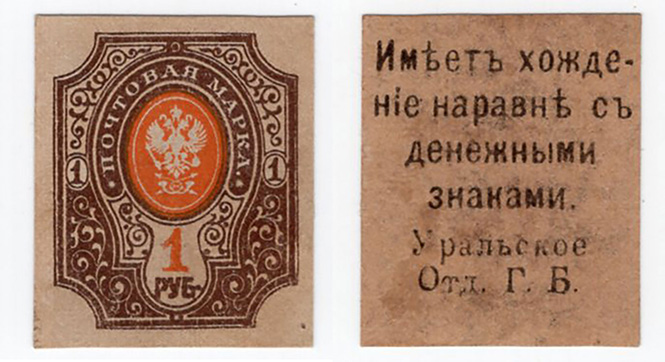 ПОЧТОВАЯ МАРКА
1 1
1
РУБ.
Имѣетъ хожде-
ніе наравнѣ съ
денежными
знаками.
Уральское
Отд. Г. Б.